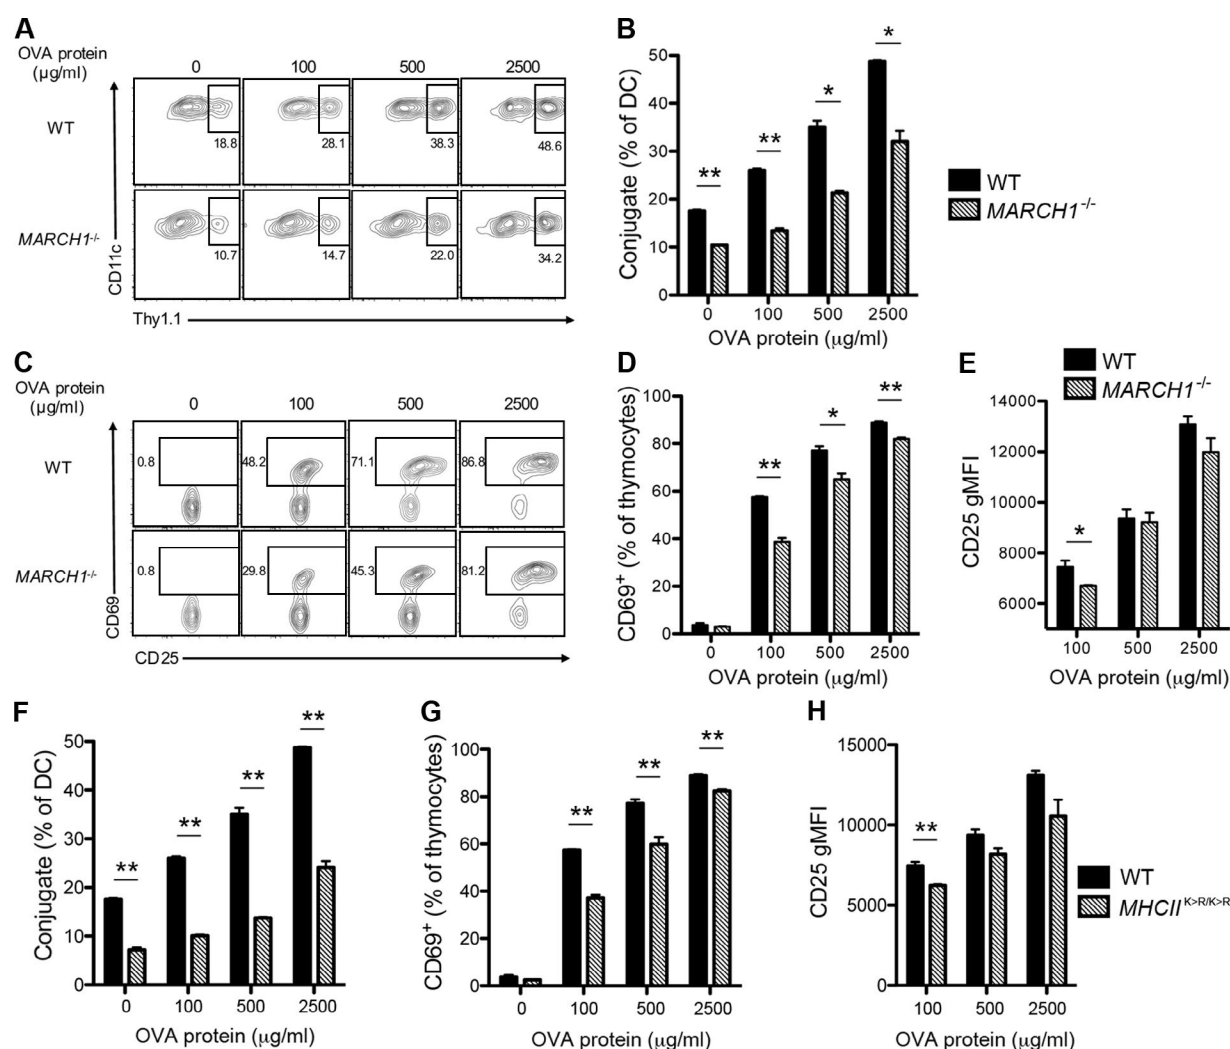 A
OVA protein
(μg/ml)
0 100 500 2500
WT
18.8 28.1 38.3 48.6
MARCH1-/-
10.7 14.7 22.0 34.2
CD11c
Thy1.1
B
Conjugate (% of DC)
50
40
30
20
10
0
** ** * *
0 100 500 2500
OVA protein (μg/ml)
WT
MARCH1-/-
C
OVA protein
(μg/ml)
0 100 500 2500
WT
0.8 48.2 71.1 86.8
MARCH1-/-
0.8 29.8 45.3 81.2
CD69
CD25
D
CD69+ (% of thymocytes)
100
80
60
40
20
0
** * **
0 100 500 2500
OVA protein (μg/ml)
E
WT
MARCH1-/-
CD25 gMFI
14000
12000
10000
8000
6000
*
100 500 2500
OVA protein (μg/ml)
F
Conjugate (% of DC)
50
40
30
20
10
0
** ** ** **
0 100 500 2500
OVA protein (μg/ml)
G
CD69+ (% of thymocytes)
100
80
60
40
20
0
** ** **
0 100 500 2500
OVA protein (μg/ml)
H
CD25 gMFI
15000
10000
5000
0
**
100 500 2500
OVA protein (μg/ml)
WT
MHCII K>R/K>R